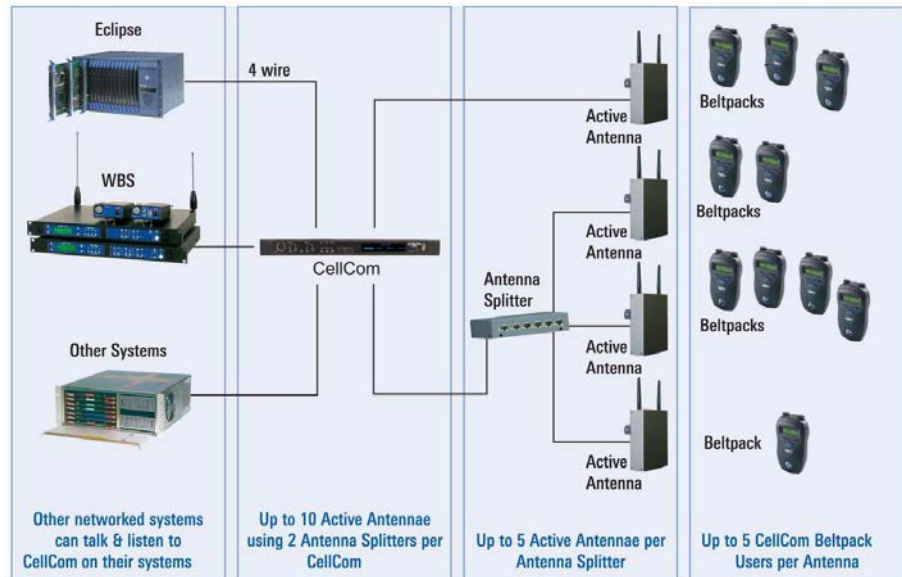 Eclipse
4 wire
WBS
CellCom
Other Systems
Antenna
Splitter
Active
Antenna
Active
Antenna
Active
Antenna
Active
Antenna
Beltpacks
Beltpacks
Beltpacks
Beltpack
Other networked systems
can talk & listen to
CellCom on their systems
Up to 10 Active Antennae
using 2 Antenna Splitters per
CellCom
Up to 5 Active Antennae per
Antenna Splitter
Up to 5 CellCom Beltpack
Users per Antenna